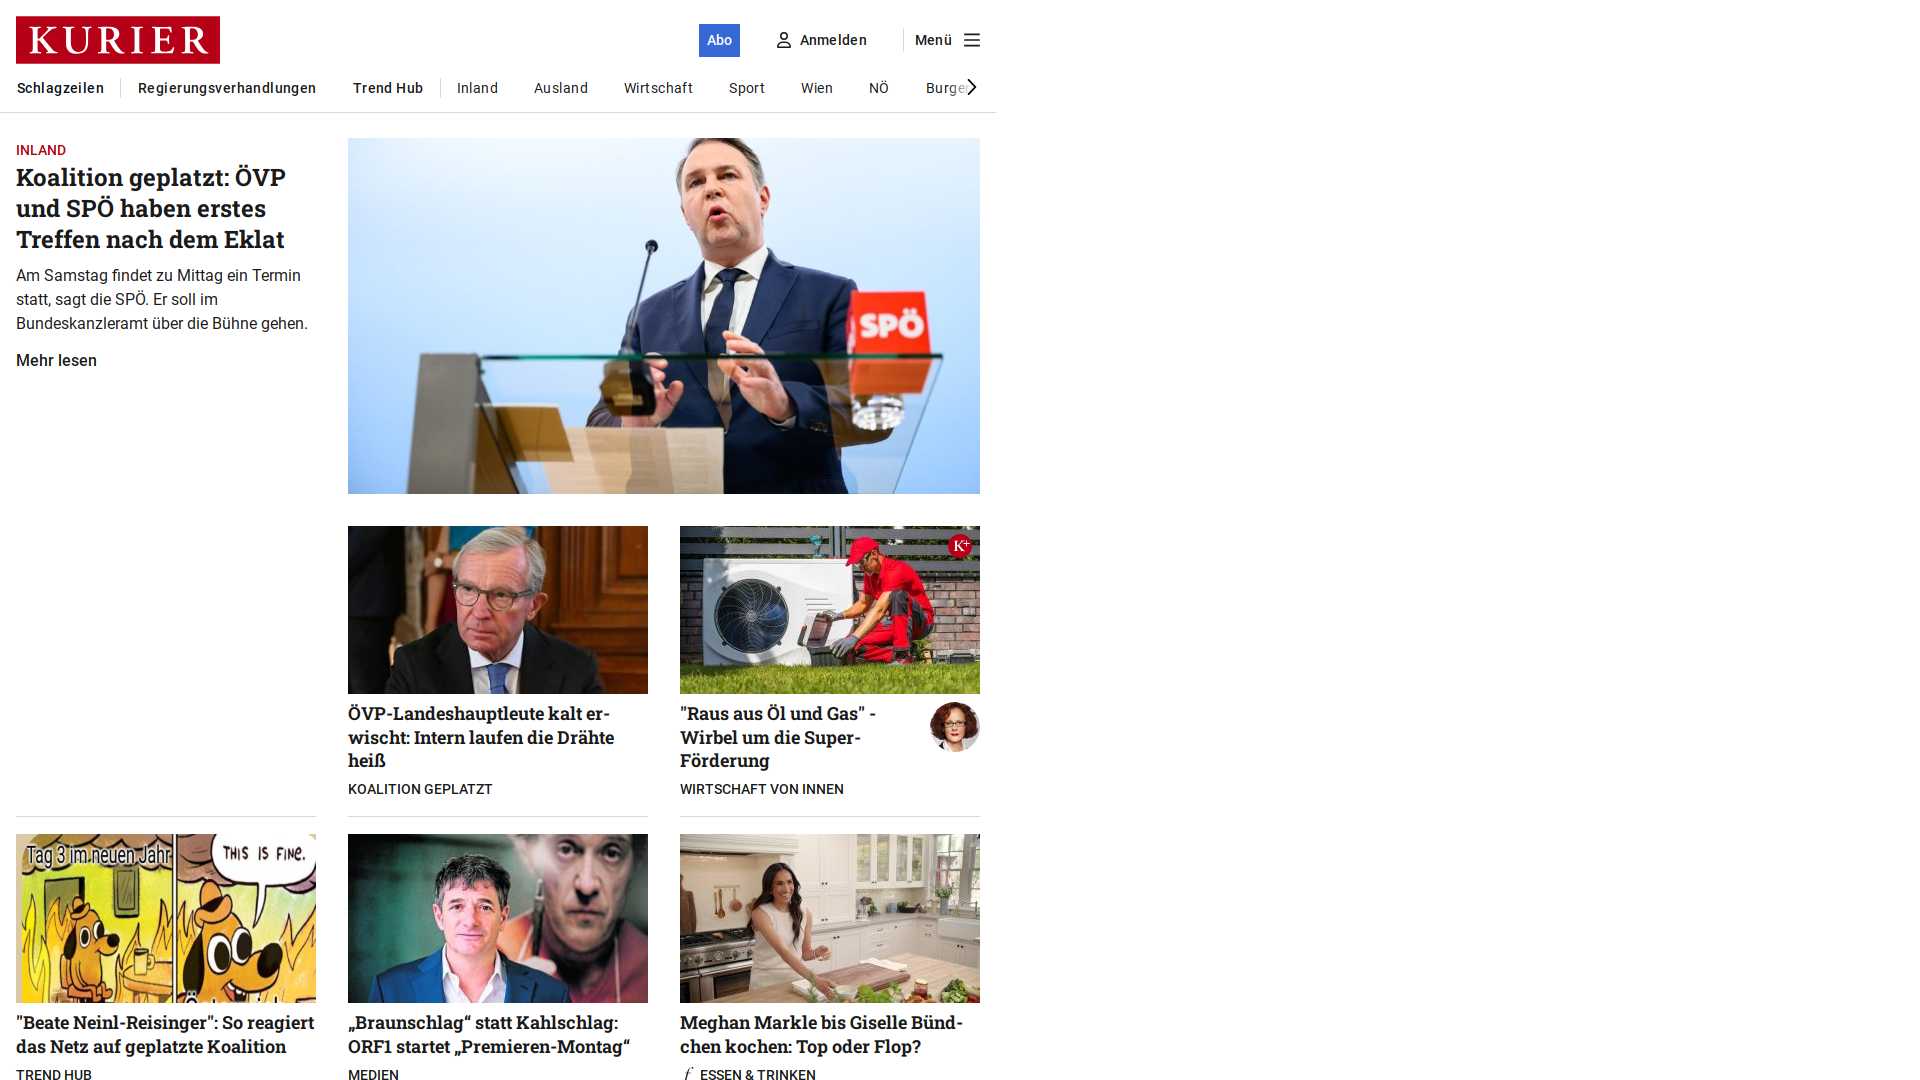 KURIER
Abo
Anmelden
Menü
Schlagzeilen
Regierungsverhandlungen
Trend Hub
Inland
Ausland
Wirtschaft
Sport
Wien
NÖ
INLAND
Koalition geplatzt: ÖVP
und SPÖ haben erstes
Treffen nach dem Eklat
Am Samstag findet zu Mittag ein Termin
statt, sagt die SPÖ. Er soll im
Bundeskanzleramt über die Bühne gehen.
Mehr lesen
SPÖ
K+
ÖVP-Landeshauptleute kalt er-
wischt: Intern laufen die Drähte
heiß
KOALITION GEPLATZT
"Raus aus Öl und Gas" -
Wirbel um die Super-
Förderung
WIRTSCHAFT VON INNEN
Tag 3 im neuen Jahr
THIS IS FINE.
"Beate Neinl-Reisinger": So reagiert
das Netz auf geplatzte Koalition
TREND HUB
„Braunschlag“ statt Kahlschlag:
ORF1 startet „Premieren-Montag“
MEDIEN
Meghan Markle bis Giselle Bünd-
chen kochen: Top oder Flop?
f ESSEN & TRINKEN